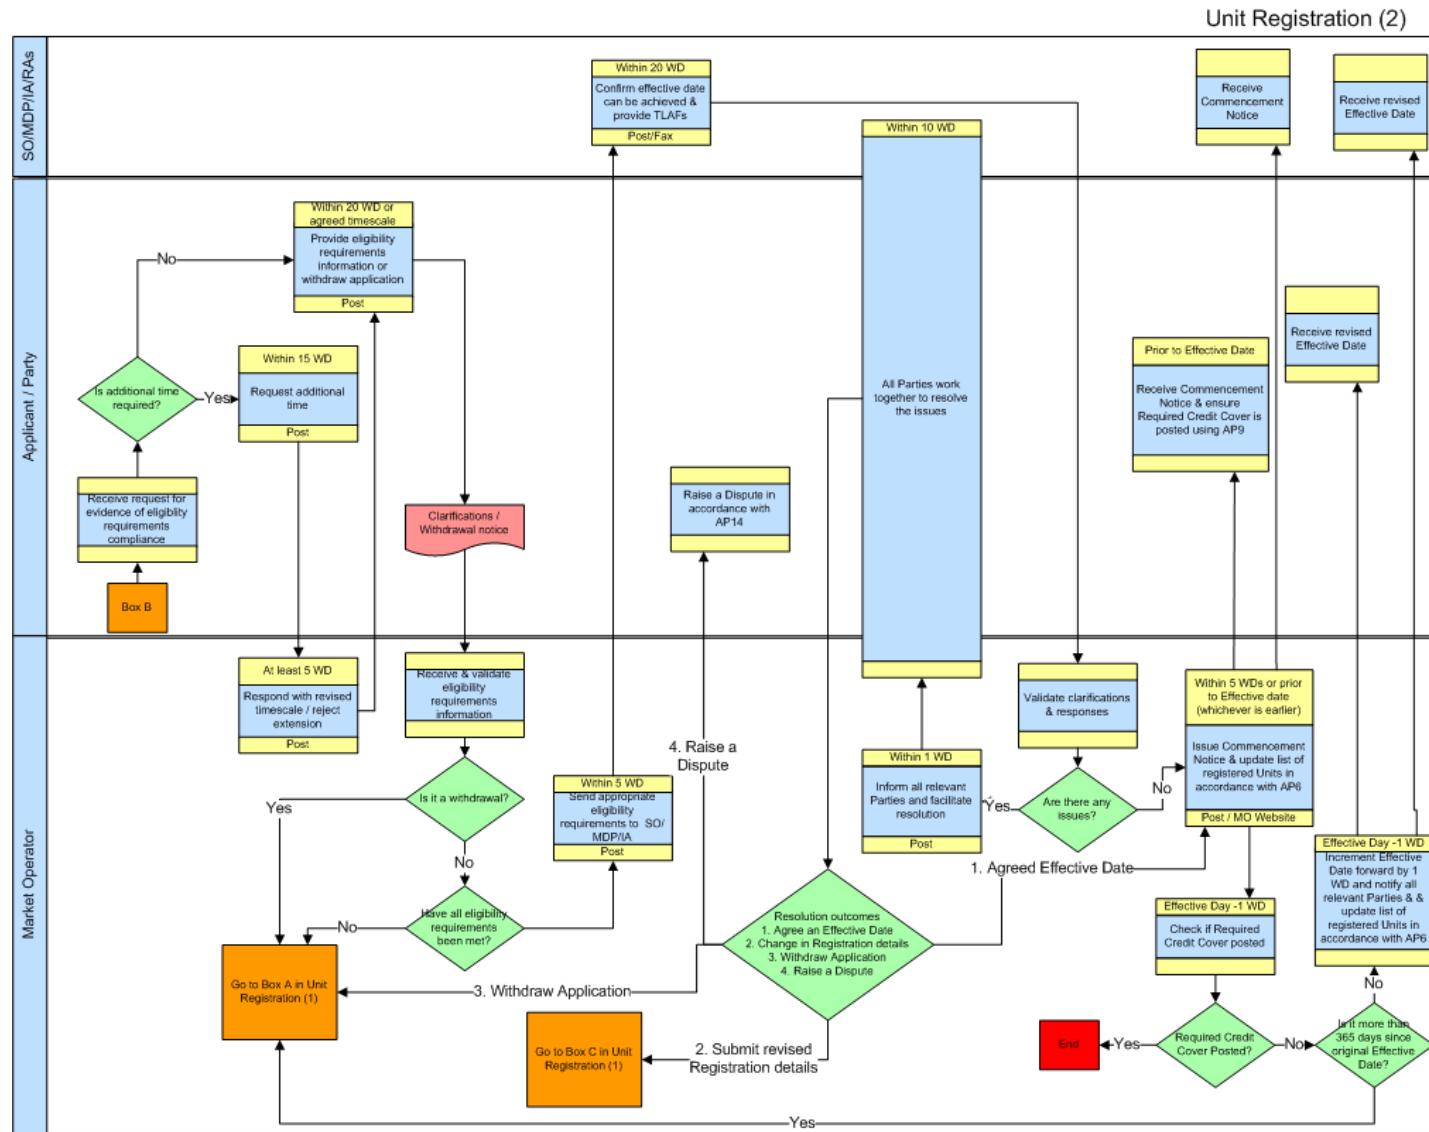 Unit Registration (2)
SO/MDP/IA/RAs
Within 20 WD
Confirm effective date
can be achieved &
provide TLAFs
Post/Fax
Within 10 WD
All Parties work
together to resolve
the issues
Receive
Commencement
Notice
Receive revised
Effective Date
Applicant / Party
Within 20 WD or
agreed timescale
Provide eligibility
requirements
information or
withdraw application
Post
No
Is additional time
required?
Yes
Within 15 WD
Request additional
time
Post
Receive request for
evidence of eligiblity
requirements
compliance
Box B
Clarifications /
Withdrawal notice
Raise a Dispute in
accordance with
AP14
Prior to Effective Date
Receive Commencement
Notice & ensure
Required Credit Cover is
posted using AP9
Receive revised
Effective Date
Market Operator
At least 5 WD
Respond with revised
timescale / reject
extension
Post
Receive & validate
eligibility
requirements
information
Is it a withdrawal?
Yes
No
Have all eligibility
requirements
been met?
No
Within 5 WD
Send appropriate
eligibility
requirements to SO/
MDP/IA
Post
4. Raise a
Dispute
Within 1 WD
Inform all relevant
Parties and facilitate
resolution
Post
Validate clarifications
& responses
Are there any
issues?
Yes
No
Within 5 WDs or prior
to Effective date
(whichever is earlier)
Issue Commencement
Notice & update list of
registered Units in
accordance with AP6
Post / MO Website
1. Agreed Effective Date
Resolution outcomes
1. Agree an Effective Date
2. Change in Registration details
3. Withdraw Application
4. Raise a Dispute
3. Withdraw Application
2. Submit revised
Registration details
Go to Box A in Unit
Registration (1)
Go to Box C in Unit
Registration (1)
Effective Day -1 WD
Check if Required
Credit Cover posted
Required Credit
Cover Posted?
Yes
End
No
Effective Day -1 WD
Increment Effective
Date forward by 1
WD and notify all
relevant Parties & &
update list of
registered Units in
accordance with AP6
No
Is it more than
365 days since
original Effective
Date?
Yes